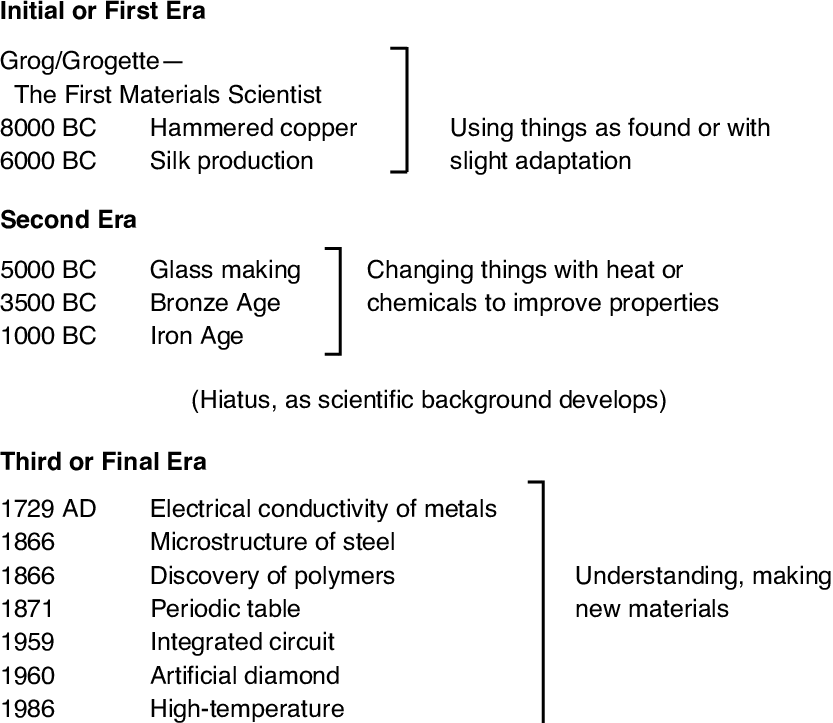 Initial or First Era
Grog/Grogette—
The First Materials Scientist
8000 BC Hammered copper
6000 BC Silk production
Using things as found or with
slight adaptation
Second Era
5000 BC Glass making
3500 BC Bronze Age
1000 BC Iron Age
Changing things with heat or
chemicals to improve properties
(Hiatus, as scientific background develops)
Third or Final Era
1729 AD Electrical conductivity of metals
1866 Microstructure of steel
1866 Discovery of polymers
1871 Periodic table
1959 Integrated circuit
1960 Artificial diamond
1986 High-temperature
Understanding, making
new materials